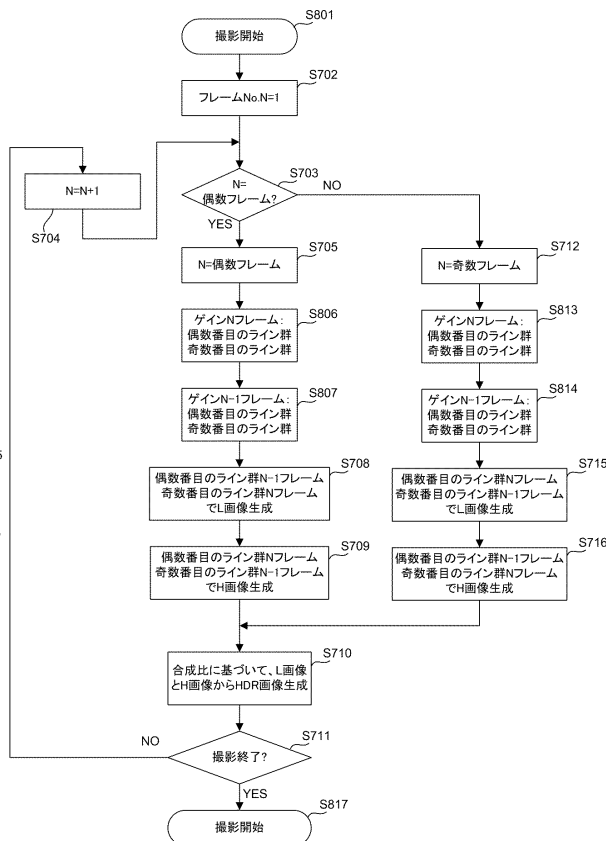 S801
撮影開始
S702
フレームNo.N=1
S703
N=
偶数フレーム?
NO
YES
N=N+1
S704
S705
N=偶数フレーム
S712
N=奇数フレーム
S806
ゲインNフレーム:
偶数番目のライン群
奇数番目のライン群
S813
ゲインNフレーム:
偶数番目のライン群
奇数番目のライン群
S807
ゲインN-1フレーム:
偶数番目のライン群
奇数番目のライン群
S814
ゲインN-1フレーム:
偶数番目のライン群
奇数番目のライン群
S708
偶数番目のライン群N-1フレーム
奇数番目のライン群Nフレーム
でL画像生成
S715
偶数番目のライン群Nフレーム
奇数番目のライン群N-1フレーム
でL画像生成
S709
偶数番目のライン群Nフレーム
奇数番目のライン群N-1フレーム
でH画像生成
S716
偶数番目のライン群N-1フレーム
奇数番目のライン群Nフレーム
でH画像生成
S710
合成比に基づいて、L画像
とH画像からHDR画像生成
S711
撮影終了?
NO
YES
S817
撮影開始